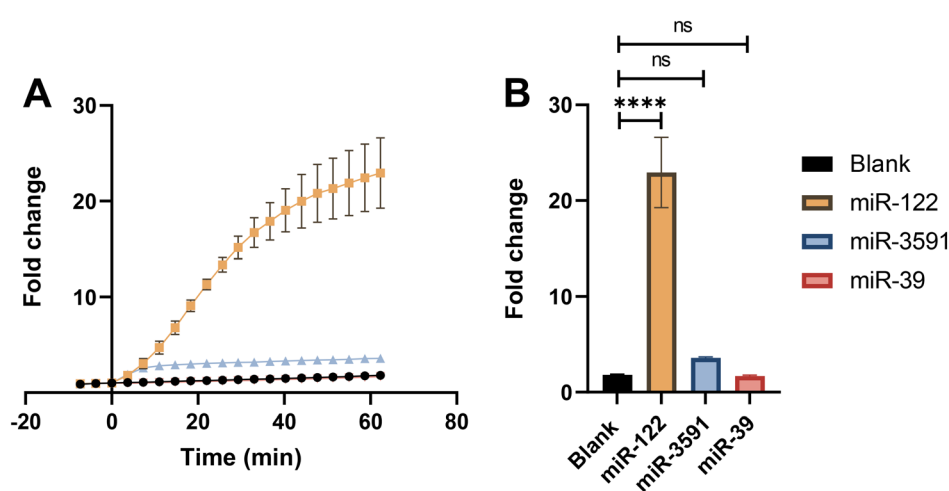 A
Fold change
30
20
10
-20
0
20
40
60
80
Time (min)
B
Fold change
30
20
10
0
ns
ns
****
Blank
miR-122
miR-3591
miR-39
Blank
miR-122
miR-3591
miR-39